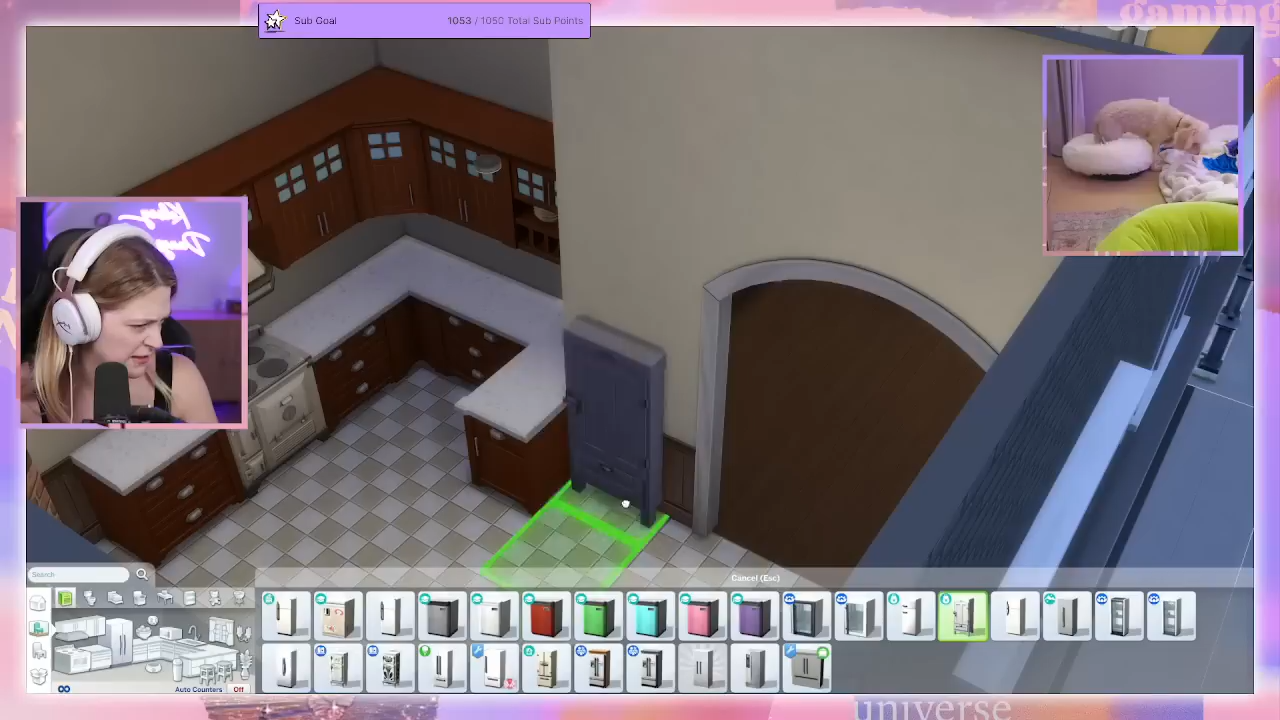 gaming
Sub Goal 1053 / 1050 Total Sub Points
Cancel (Esc)
Search
Auto Counters Off
universe